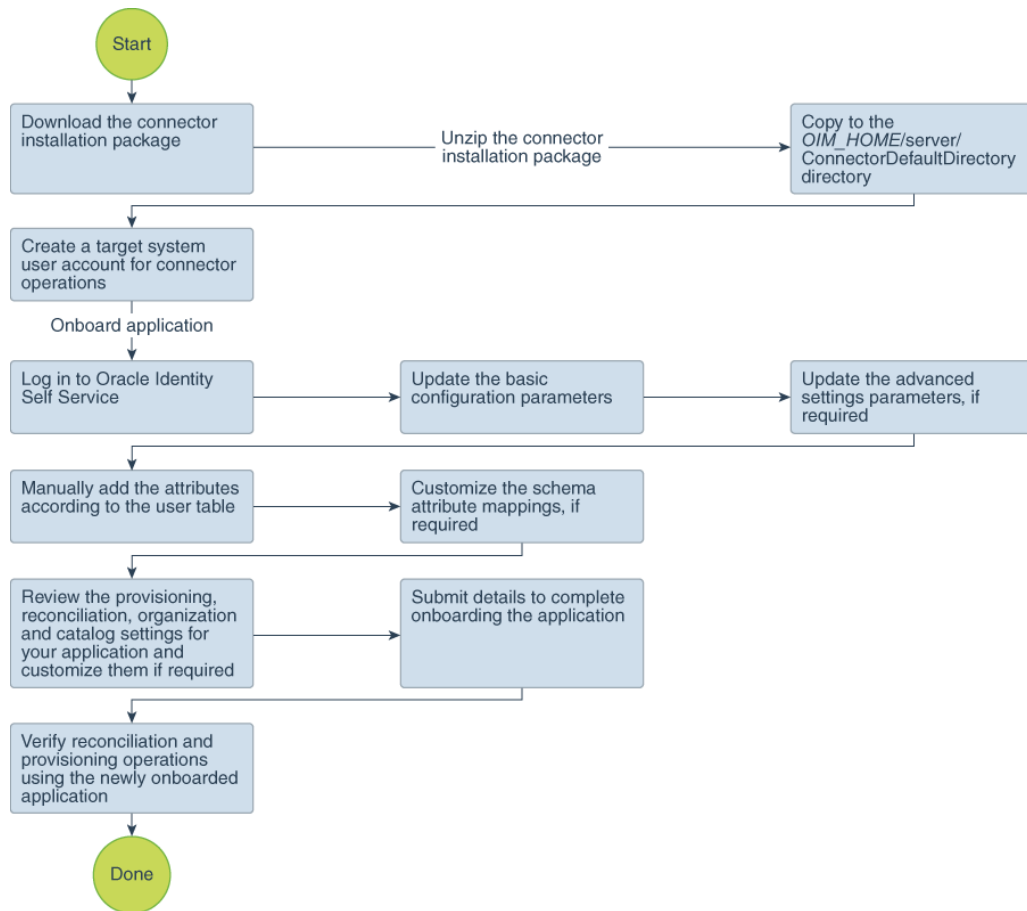 Start
Download the connector
installation package
Unzip the connector
installation package
Copy to the
OIM_HOME/server/
ConnectorDefaultDirectory
directory
Create a target system
user account for connector
operations
Onboard application
Log in to Oracle Identity
Self Service
Update the basic
configuration parameters
Update the advanced
settings parameters, if
required
Manually add the attributes
according to the user table
Customize the schema
attribute mappings, if
required
Review the provisioning,
reconciliation, organization
and catalog settings for
your application and
customize them if required
Submit details to complete
onboarding the application
Verify reconciliation and
provisioning operations
using the newly onboarded
application
Done